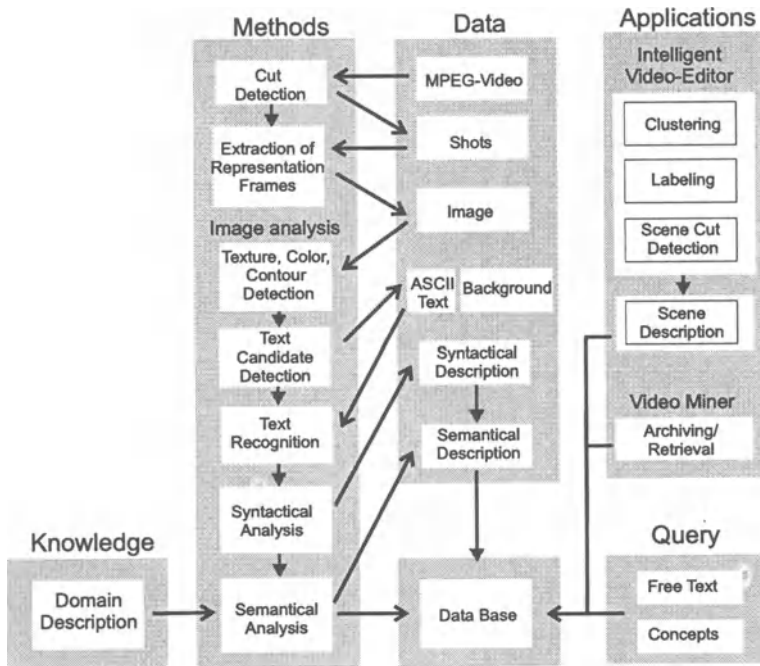 Methods
Cut
Detection
Extraction of
Representation
Frames
Image analysis
Texture, Color,
Contour
Detection
Text
Candidate
Detection
Text
Recognition
Syntactical
Analysis
Semantical
Analysis
Data
MPEG-Video
Shots
Image
ASCII
Text
Background
Syntactical
Description
Semantical
Description
Data Base
Applications
Intelligent
Video-Editor
Clustering
Labeling
Scene Cut
Detection
Scene
Description
Video Miner
Archiving/
Retrieval
Knowledge
Domain
Description
Query
Free Text
Concepts